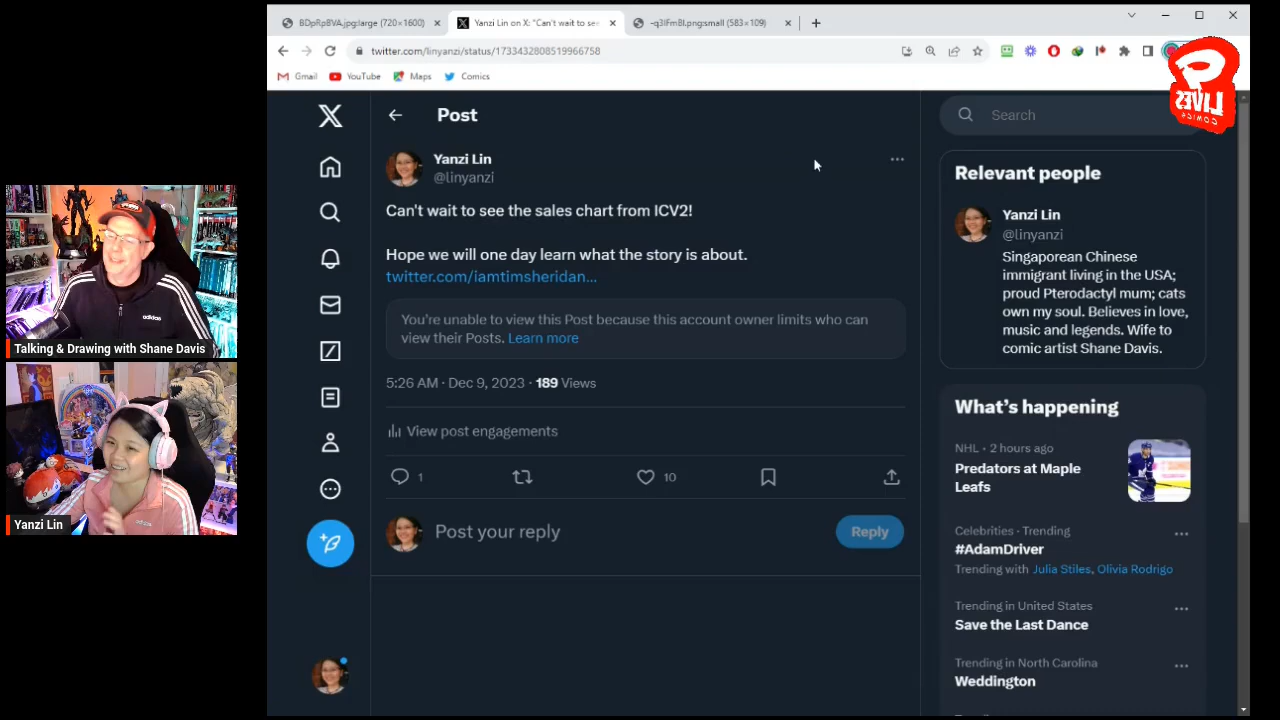 BDpRpBVA.jpg:large (720×1600)
Yanzi Lin on X: "Can't wait to see
-q3IFmBI.png:small (583×109)
twitter.com/linyanzi/status/1733432808519966758
Gmail
YouTube
Maps
Comics
LIVES
COMICS
Post
Search
Yanzi Lin
@linyanzi
Can't wait to see the sales chart from ICV2!
Hope we will one day learn what the story is about.
twitter.com/iamtimsheridan...
You're unable to view this Post because this account owner limits who can
view their Posts. Learn more
5:26 AM · Dec 9, 2023 · 189 Views
View post engagements
1
10
Post your reply
Reply
Relevant people
Yanzi Lin
@linyanzi
Singaporean Chinese
immigrant living in the USA;
proud Pterodactyl mum; cats
own my soul. Believes in love,
music and legends. Wife to
comic artist Shane Davis.
What's happening
NHL · 2 hours ago
Predators at Maple
Leafs
Celebrities · Trending
#AdamDriver
Trending with Julia Stiles, Olivia Rodrigo
Trending in United States
Save the Last Dance
Trending in North Carolina
Weddington
adidas
Talking & Drawing with Shane Davis
Yanzi Lin